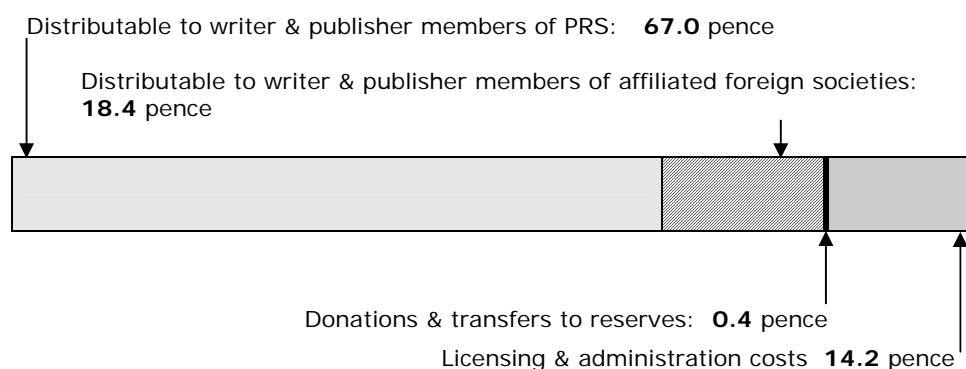 Distributable to writer & publisher members of PRS: 67.0 pence
Distributable to writer & publisher members of affiliated foreign societies:
18.4 pence
Donations & transfers to reserves: 0.4 pence
Licensing & administration costs 14.2 pence